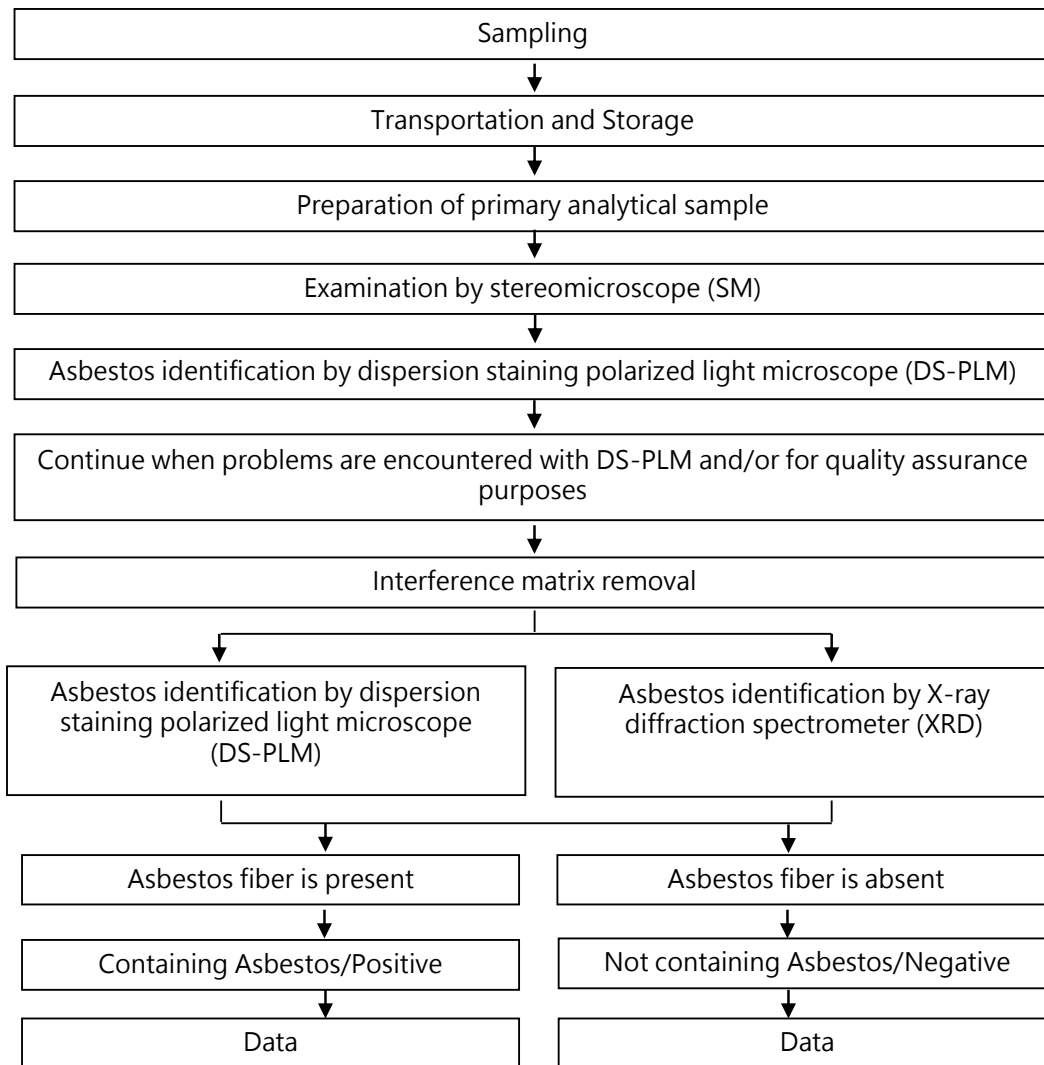 Sampling
Transportation and Storage
Preparation of primary analytical sample
Examination by stereomicroscope (SM)
Asbestos identification by dispersion staining polarized light microscope (DS-PLM)
Continue when problems are encountered with DS-PLM and/or for quality assurance
purposes
Interference matrix removal
Asbestos identification by dispersion
staining polarized light microscope
(DS-PLM)
Asbestos identification by X-ray
diffraction spectrometer (XRD)
Asbestos fiber is present
Asbestos fiber is absent
Containing Asbestos/Positive
Not containing Asbestos/Negative
Data
Data